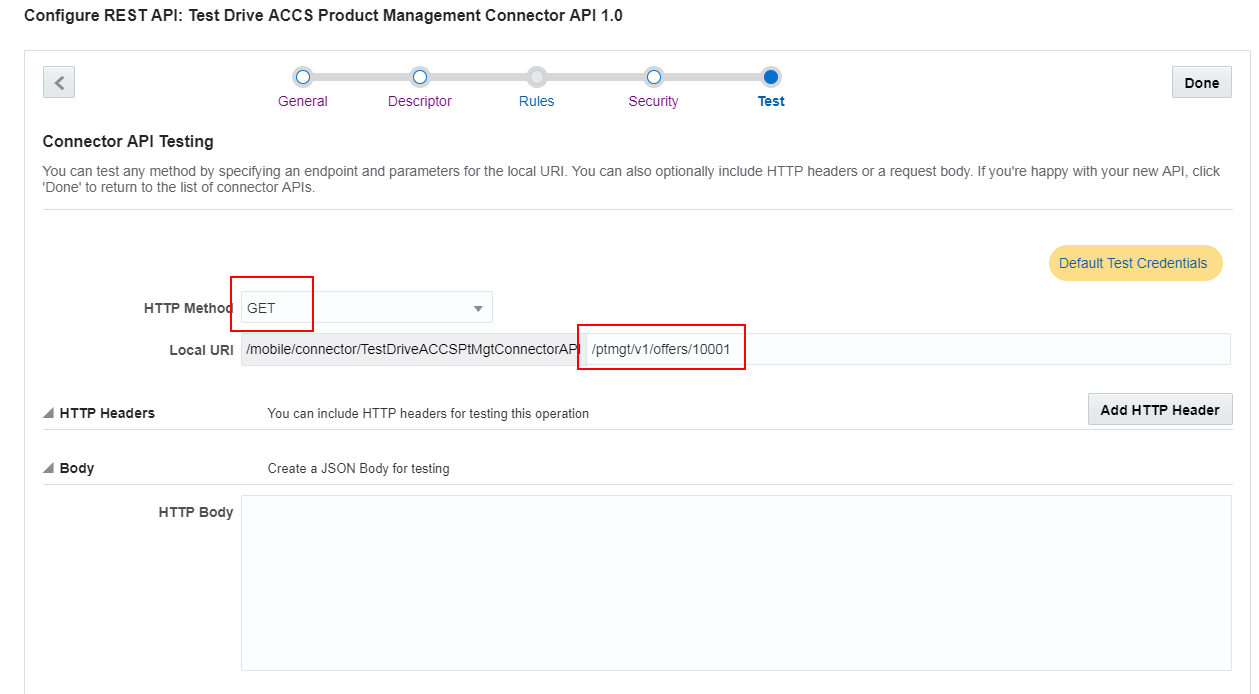 Configure REST API: Test Drive ACCS Product Management Connector API 1.0
General Descriptor Rules Security Test
Done
Connector API Testing
You can test any method by specifying an endpoint and parameters for the local URI. You can also optionally include HTTP headers or a request body. If you're happy with your new API, click
'Done' to return to the list of connector APIs.
Default Test Credentials
HTTP Method GET
Local URI /mobile/connector/TestDriveACCSPtMgtConnectorAPI /ptmgt/v1/offers/10001
HTTP Headers You can include HTTP headers for testing this operation Add HTTP Header
Body Create a JSON Body for testing
HTTP Body